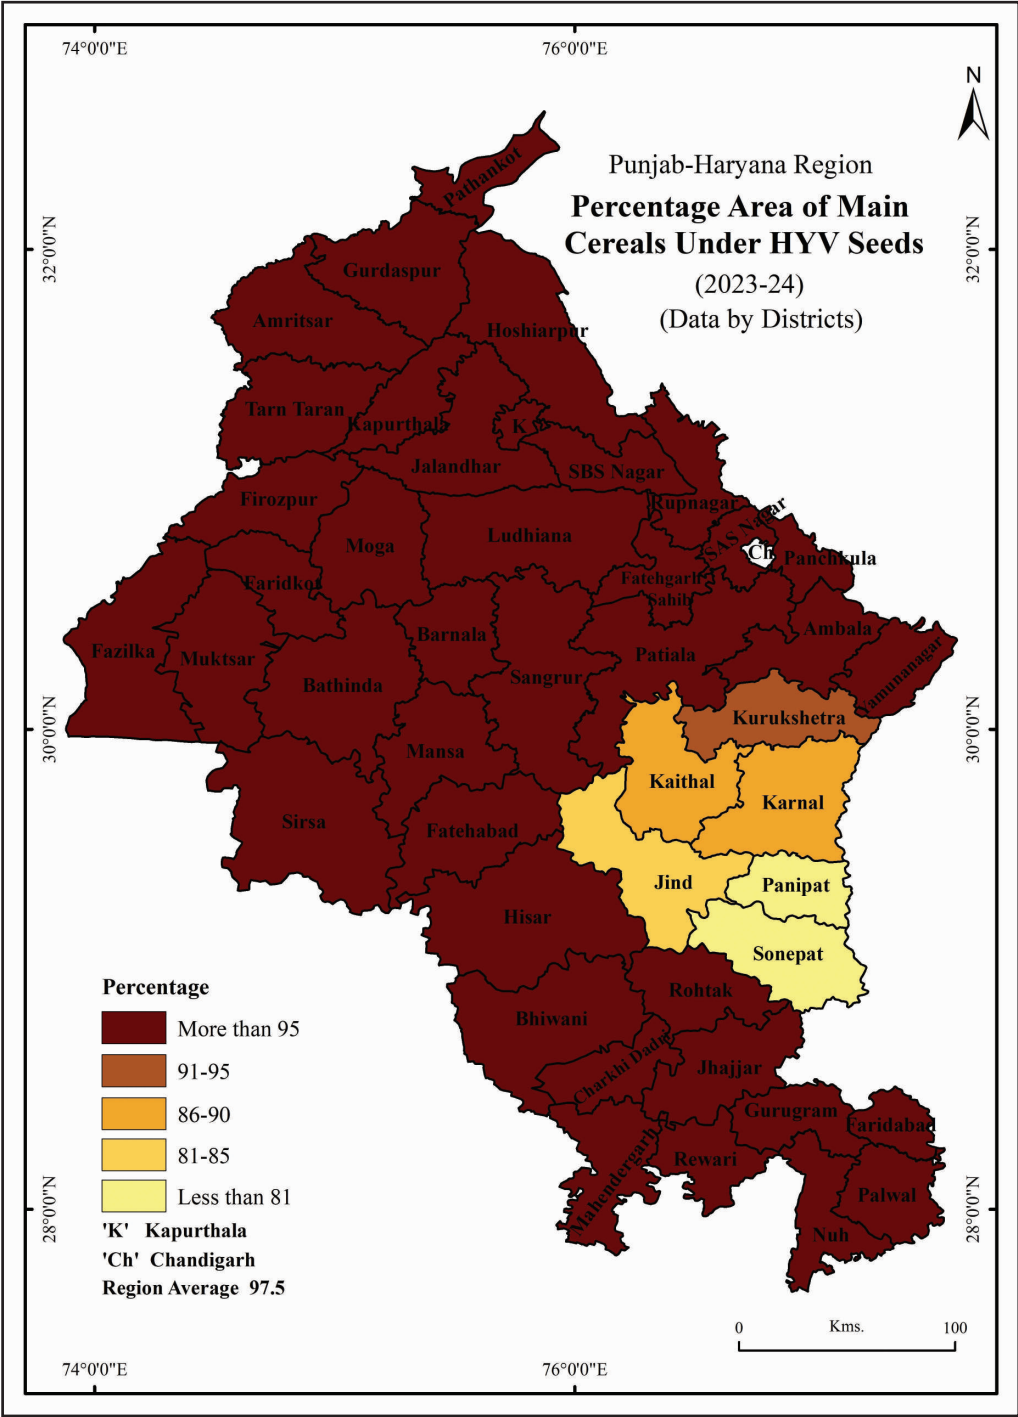 74°0'0"E
76°0'0"E
N
Punjab-Haryana Region
Percentage Area of Main
Cereals Under HYV Seeds
(2023-24)
(Data by Districts)
32°0'0"N
32°0'0"N
Pathankot
Gurdaspur
Amritsar
Hoshiarpur
Tarn Taran
Kapurthala
K
Jalandhar
SBS Nagar
Firozpur
Rupnagar
SAS Nagar
Ludhiana
Moga
Ch
Panchkula
Faridkot
Fatehgarh
Sahib
Fazilka
Muktsar
Barnala
Ambala
Patiala
Yamunanagar
Bathinda
Sangrur
30°0'0"N
30°0'0"N
Kurukshetra
Mansa
Kaithal
Karnal
Sirsa
Fatehabad
Jind
Panipat
Hisar
Sonepat
Rohtak
Bhiwani
Charkhi Dadri
Jhajjar
Gurugram
Faridabad
Mahendergarh
Rewari
Palwal
Nuh
28°0'0"N
28°0'0"N
Percentage
More than 95
91-95
86-90
81-85
Less than 81
'K' Kapurthala
'Ch' Chandigarh
Region Average 97.5
0 Kms. 100
74°0'0"E
76°0'0"E